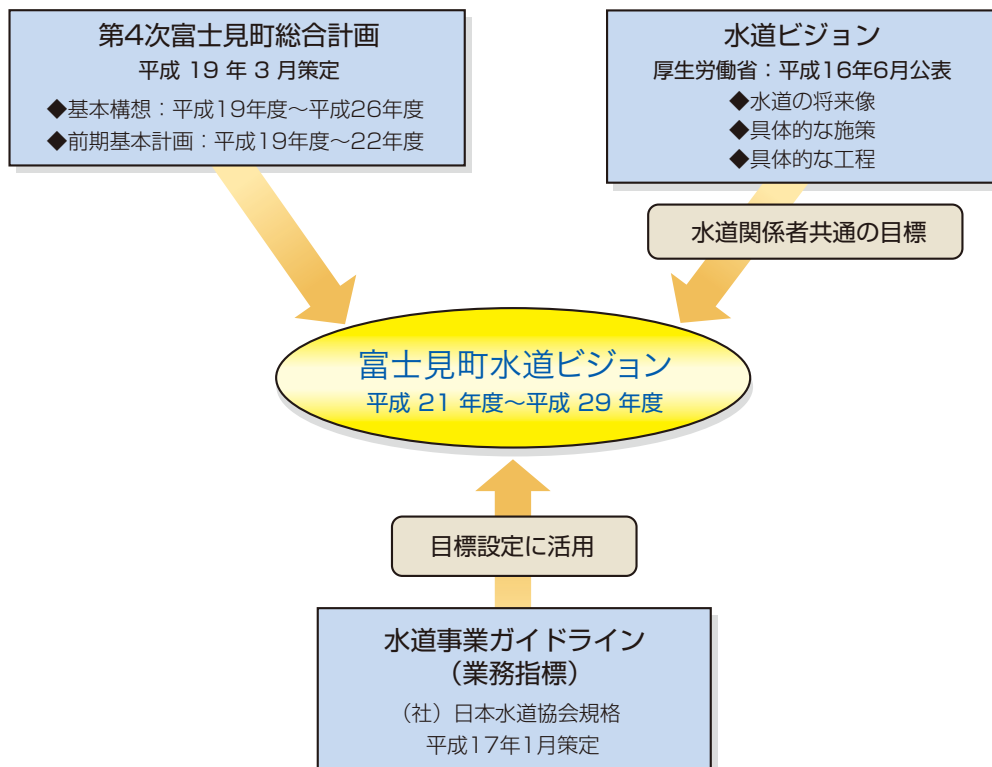 第4次富士見町総合計画
平成 19 年 3 月策定
◆基本構想：平成19年度～平成26年度
◆前期基本計画：平成19年度～22年度
水道ビジョン
厚生労働省：平成16年6月公表
◆水道の将来像
◆具体的な施策
◆具体的な工程
水道関係者共通の目標
富士見町水道ビジョン
平成 21 年度～平成 29 年度
目標設定に活用
水道事業ガイドライン
（業務指標）
（社）日本水道協会規格
平成17年1月策定